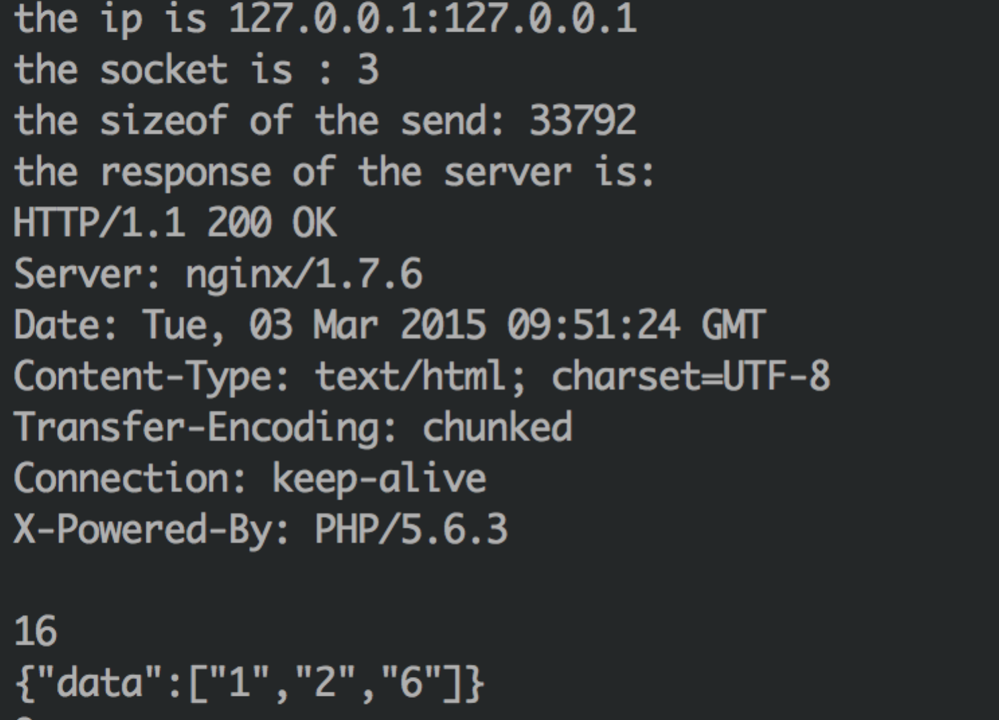 the ip is 127.0.0.1:127.0.0.1
the socket is : 3
the sizeof of the send: 33792
the response of the server is:
HTTP/1.1 200 OK
Server: nginx/1.7.6
Date: Tue, 03 Mar 2015 09:51:24 GMT
Content-Type: text/html; charset=UTF-8
Transfer-Encoding: chunked
Connection: keep-alive
X-Powered-By: PHP/5.6.3
16
{"data":["1","2","6"]}